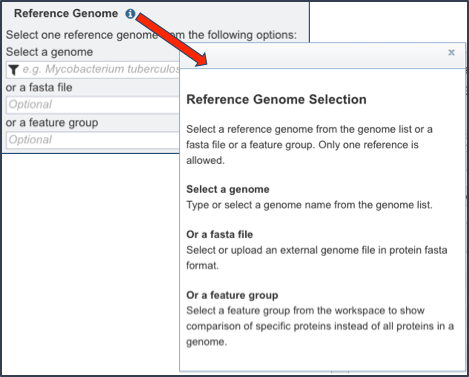 Reference Genome
Select one reference genome from the following options:
Select a genome
e.g. Mycobacterium tuberculos
or a fasta file
Optional
or a feature group
Optional
x
Reference Genome Selection
Select a reference genome from the genome list or a
fasta file or a feature group. Only one reference is
allowed.
Select a genome
Type or select a genome name from the genome list.
Or a fasta file
Select or upload an external genome file in protein fasta
format.
Or a feature group
Select a feature group from the workspace to show
comparison of specific proteins instead of all proteins in a
genome.